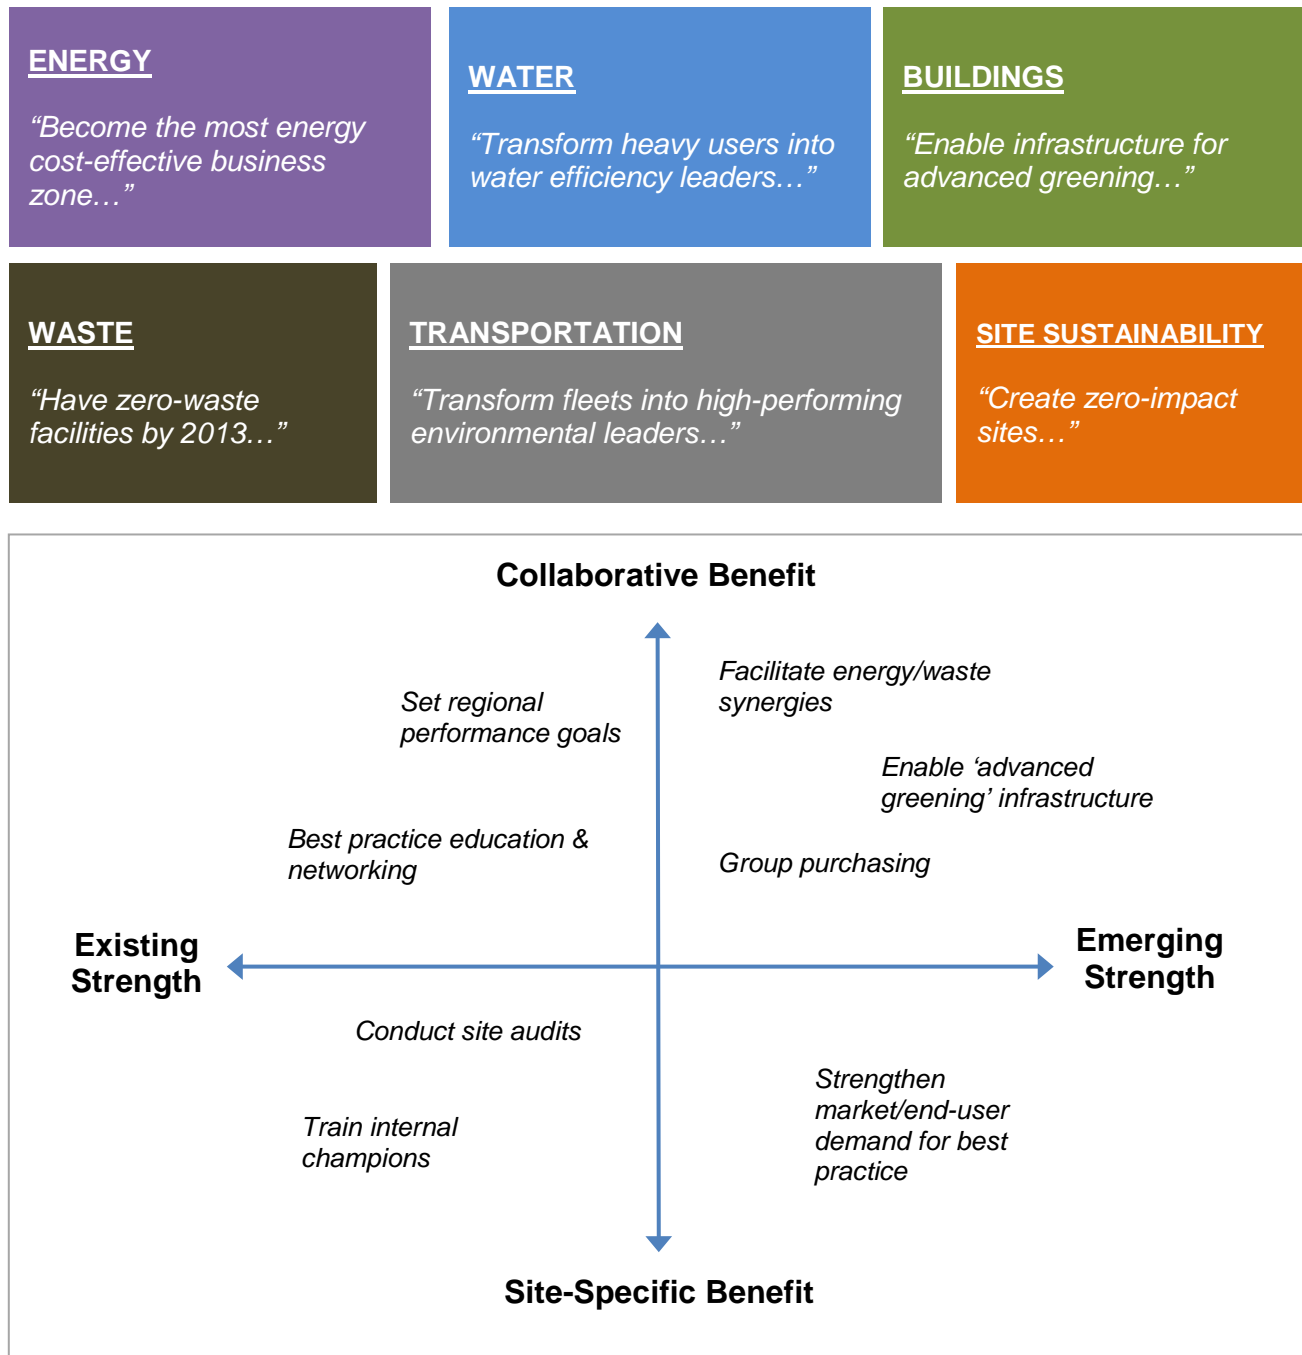 ENERGY
“Become the most energy
cost-effective business
zone…”
WATER
“Transform heavy users into
water efficiency leaders…”
BUILDINGS
“Enable infrastructure for
advanced greening…”
WASTE
“Have zero-waste
facilities by 2013…”
TRANSPORTATION
“Transform fleets into high-performing
environmental leaders…”
SITE SUSTAINABILITY
“Create zero-impact
sites…”
Collaborative Benefit
Set regional
performance goals
Facilitate energy/waste
synergies
Enable ‘advanced
greening’ infrastructure
Best practice education &
networking
Group purchasing
Existing
Strength
Emerging
Strength
Conduct site audits
Train internal
champions
Strengthen
market/end-user
demand for best
practice
Site-Specific Benefit